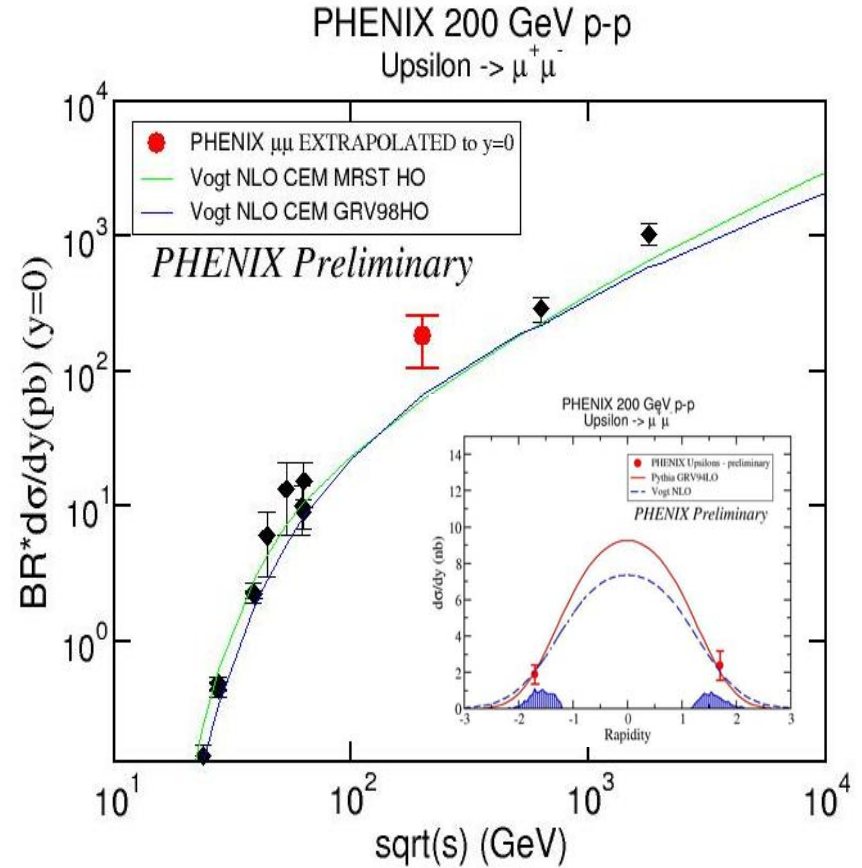 PHENIX 200 GeV p-p
Upsilon -> μ⁺μ⁻
PHENIX μμ EXTRAPOLATED to y=0
Vogt NLO CEM MRST HO
Vogt NLO CEM GRV98HO
PHENIX Preliminary
BR*dσ/dy(pb) (y=0)
10⁴
10³
10²
10¹
10⁰
PHENIX 200 GeV p-p
Upsilon -> μ⁺μ⁻
PHENIX Upsilons - preliminary
Pythia GRV94LO
Vogt NLO
PHENIX Preliminary
dσ/dy (nb)
14
12
10
8
6
4
2
0
-3 -2 -1 0 1 2 3
Rapidity
10¹ 10² 10³ 10⁴
sqrt(s) (GeV)